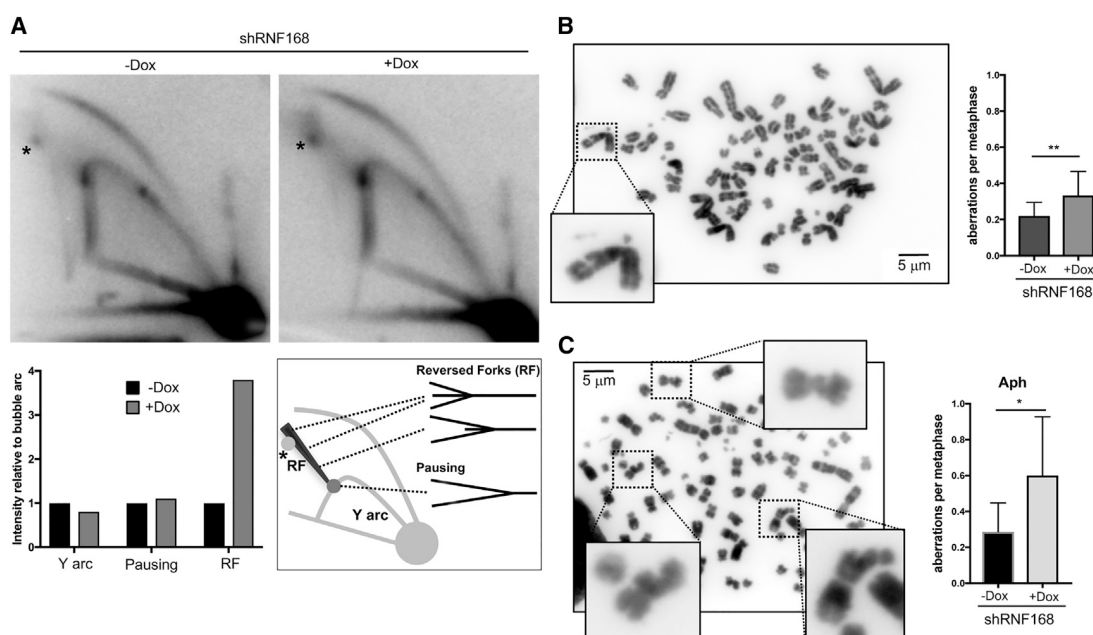 A
shRNF168
-Dox
+Dox
*
*
Intensity relative to bubble arc
4
3
2
1
0
-Dox
+Dox
Y arc
Pausing
RF
Reversed Forks (RF)
*
RF
Pausing
Y arc
B
5 μm
aberrations per metaphase
1.0
0.8
0.6
0.4
0.2
0.0
**
-Dox
+Dox
shRNF168
C
5 μm
Aph
aberrations per metaphase
1.0
0.8
0.6
0.4
0.2
0.0
*
-Dox
+Dox
shRNF168